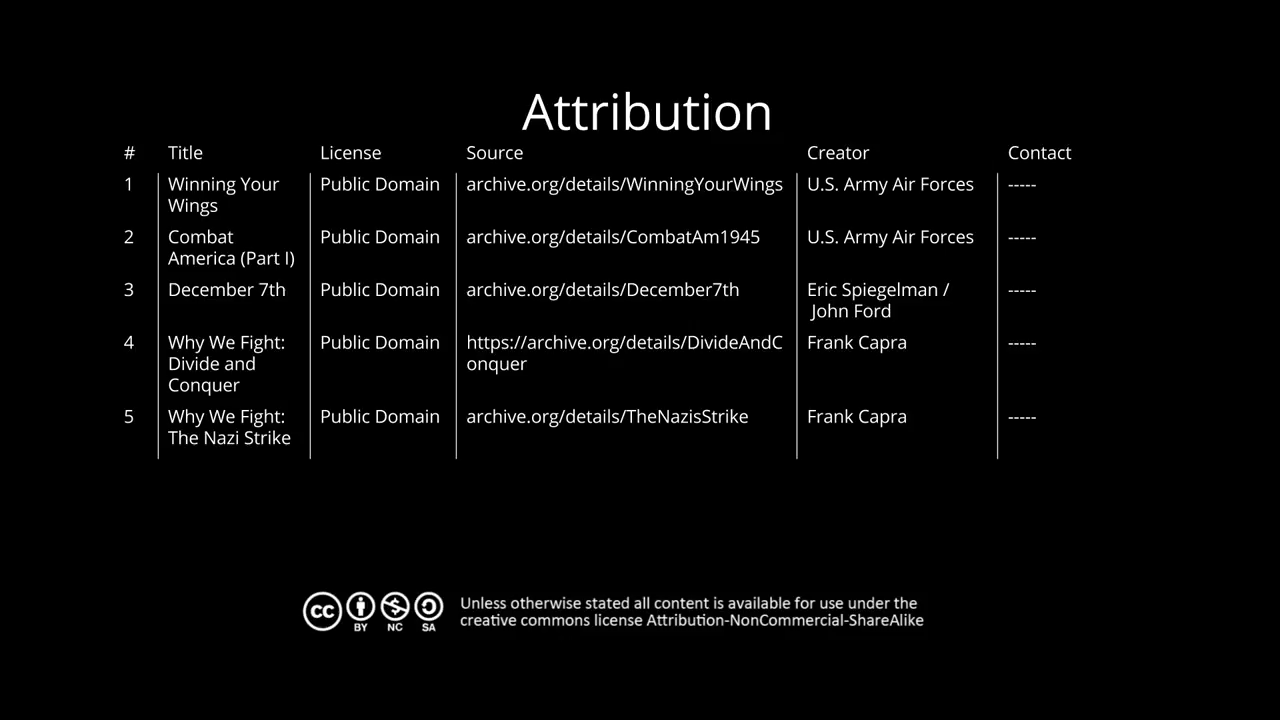 Attribution
# Title License Source Creator Contact
1 Winning Your Public Domain archive.org/details/WinningYourWings U.S. Army Air Forces -----
Wings
2 Combat Public Domain archive.org/details/CombatAm1945 U.S. Army Air Forces -----
America (Part I)
3 December 7th Public Domain archive.org/details/December7th Eric Spiegelman / -----
John Ford
4 Why We Fight: Public Domain https://archive.org/details/DivideAndC Frank Capra -----
Divide and onquer
Conquer
5 Why We Fight: Public Domain archive.org/details/TheNazisStrike Frank Capra -----
The Nazi Strike
Unless otherwise stated all content is available for use under the
creative commons license Attribution-NonCommercial-ShareAlike
cc BY NC SA